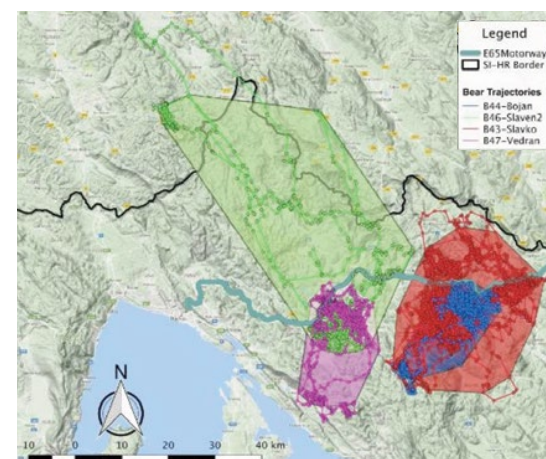 Legend
E65Motorway
SI-HR Border
Bear Trajectories
B44-Bojan
B46-Slaven2
B43-Slavko
B47-Vedran
N
10 0 10 20 30 40 km